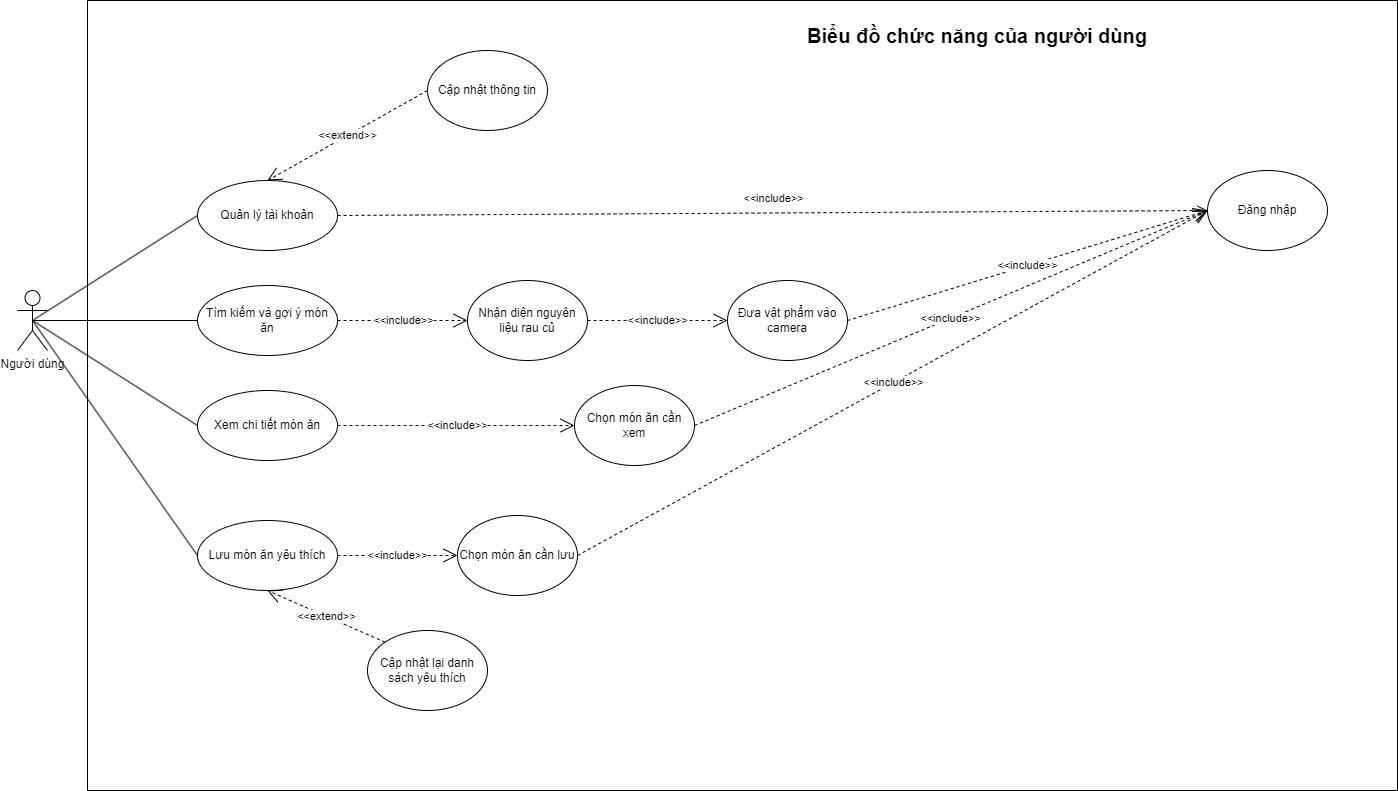 Biểu đồ chức năng của người dùng
Cập nhật thông tin
<<extend>>
Quản lý tài khoản
<<include>>
Đăng nhập
Tìm kiếm và gợi ý món
ăn
<<include>>
Nhận diện nguyên
liệu rau củ
<<include>>
Đưa vật phẩm vào
camera
<<include>>
<<include>>
<<include>>
Người dùng
Xem chi tiết món ăn
<<include>>
Chọn món ăn cần
xem
Lưu món ăn yêu thích
<<include>>
Chọn món ăn cần lưu
<<extend>>
Cập nhật lại danh
sách yêu thích